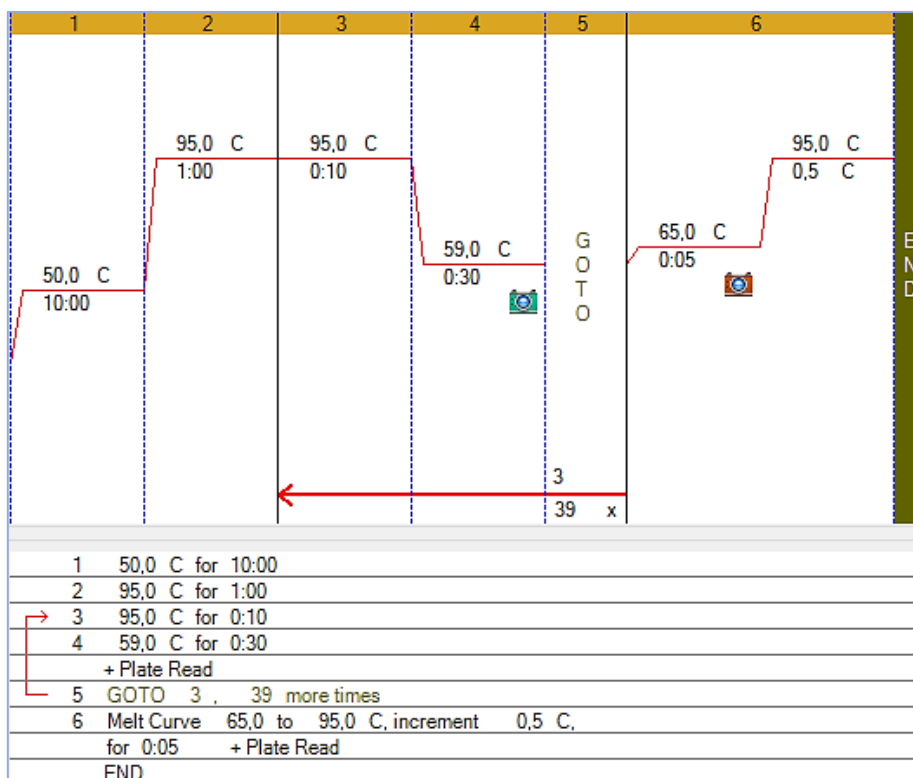 1 2 3 4 5 6
95,0 C 95,0 C 95,0 C
1:00 0:10 0,5 C
65,0 C
59,0 C G 0:05 E
50,0 C 0:30 O N
10:00 T D
O
3
39 x
1 50,0 C for 10:00
2 95,0 C for 1:00
3 95,0 C for 0:10
4 59,0 C for 0:30
+ Plate Read
5 GOTO 3 , 39 more times
6 Melt Curve 65,0 to 95,0 C, increment 0,5 C,
for 0:05 + Plate Read
END